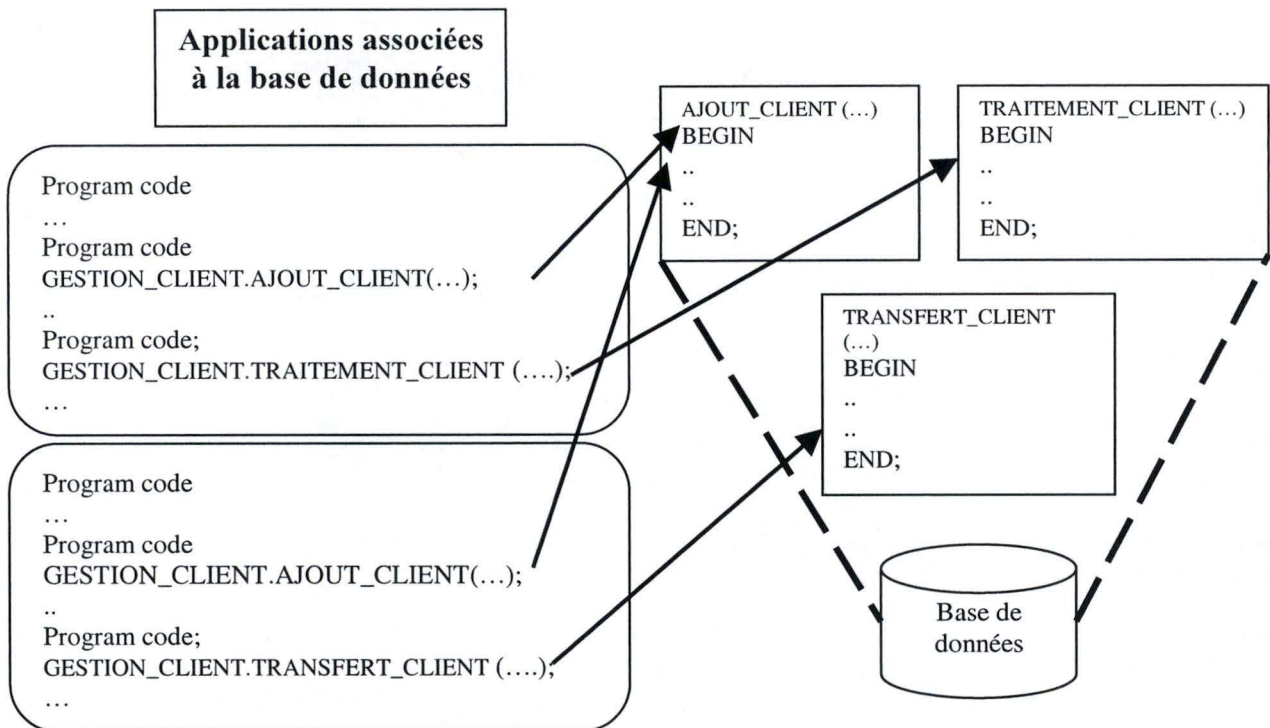 Applications associées
à la base de données
Program code
…
Program code
GESTION_CLIENT.AJOUT_CLIENT(…);
..
Program code;
GESTION_CLIENT.TRAITEMENT_CLIENT (….);
…
Program code
…
Program code
GESTION_CLIENT.AJOUT_CLIENT(…);
..
Program code;
GESTION_CLIENT.TRANSFERT_CLIENT (….);
…
AJOUT_CLIENT (…)
BEGIN
..
..
END;
TRAITEMENT_CLIENT (…)
BEGIN
..
..
END;
TRANSFERT_CLIENT
(…)
BEGIN
..
..
END;
Base de
données